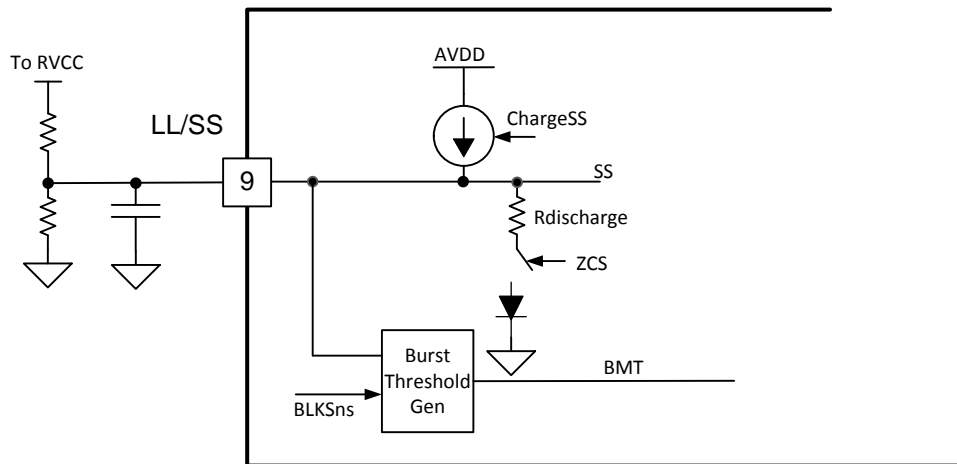 To RVCC
AVDD
LL/SS
ChargeSS
9
SS
Rdischarge
ZCS
Burst
Threshold
Gen
BMT
BLKSns